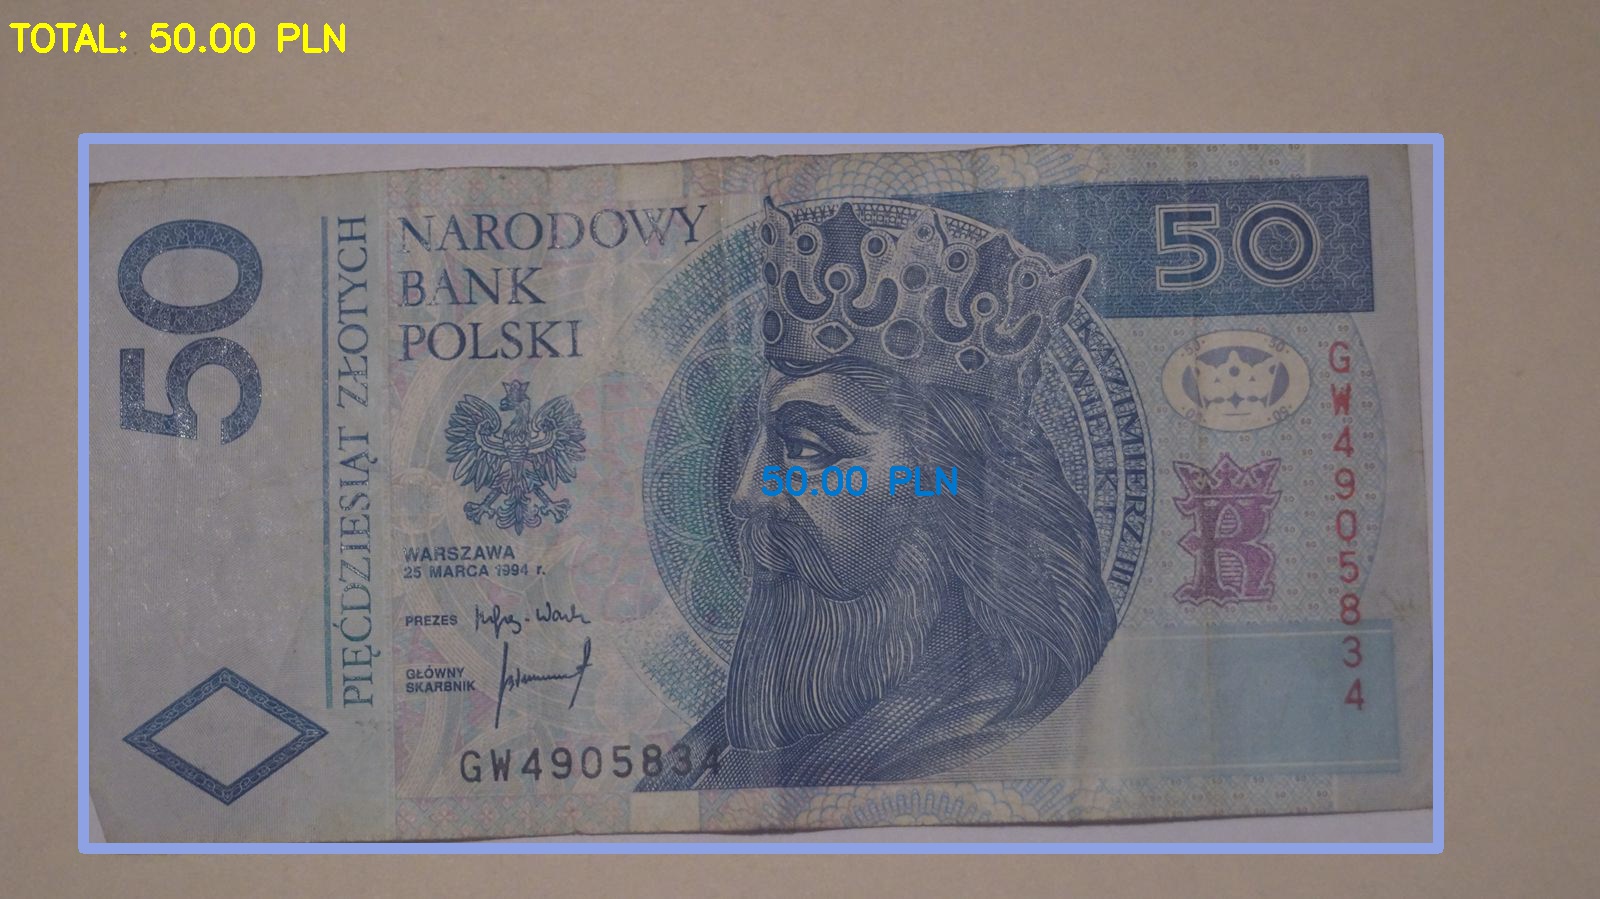 TOTAL: 50.00 PLN
50
PIĘĆDZIESIĄT ZŁOTYCH
NARODOWY
BANK
POLSKI
50
KAZIMIERZ III
WIELKI
GW4905834
50.00 PLN
WARSZAWA
25 MARCA 1994 r.
PREZES
GŁÓWNY
SKARBNIK
GW4905834